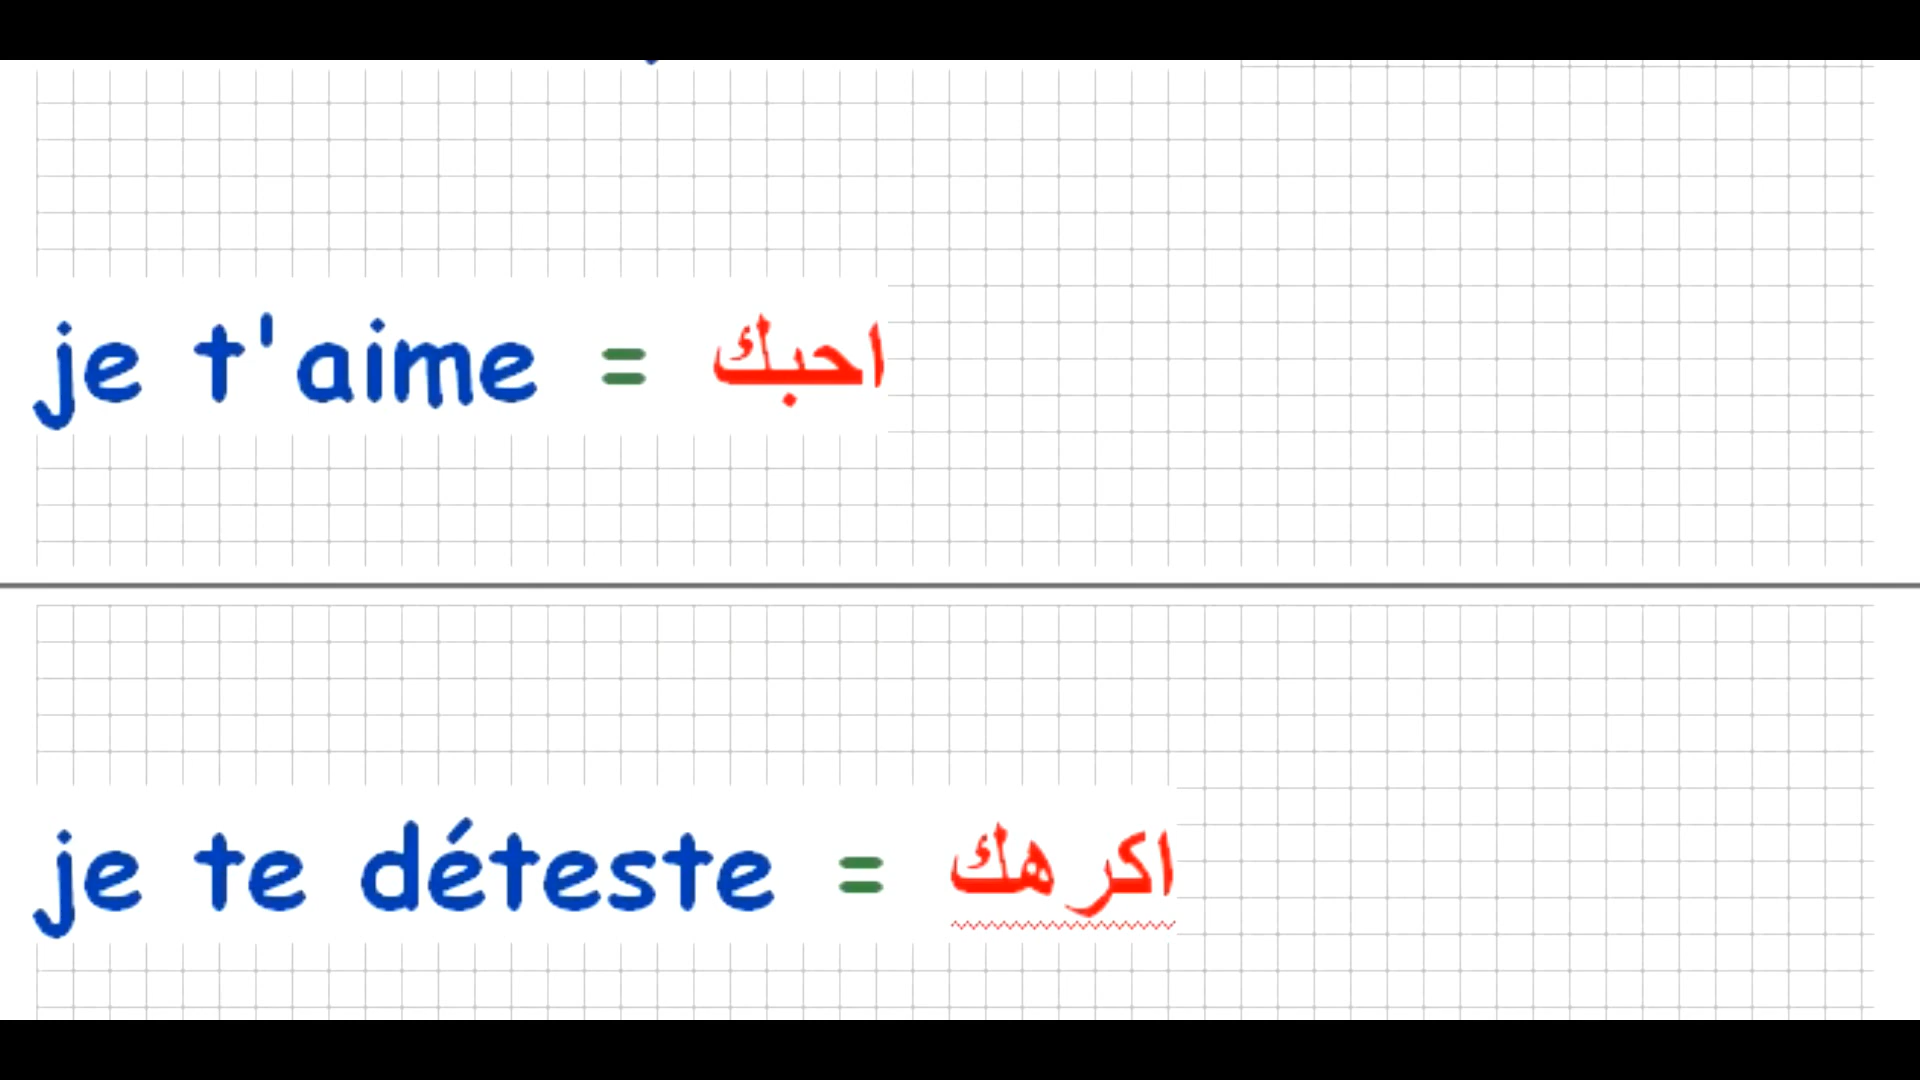 je t'aime = احبك
je te déteste = اكرهك